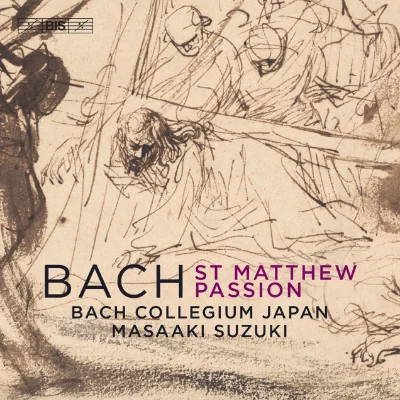 BIS
BACH ST MATTHEW
PASSION
BACH COLLEGIUM JAPAN
MASAAKI SUZUKI